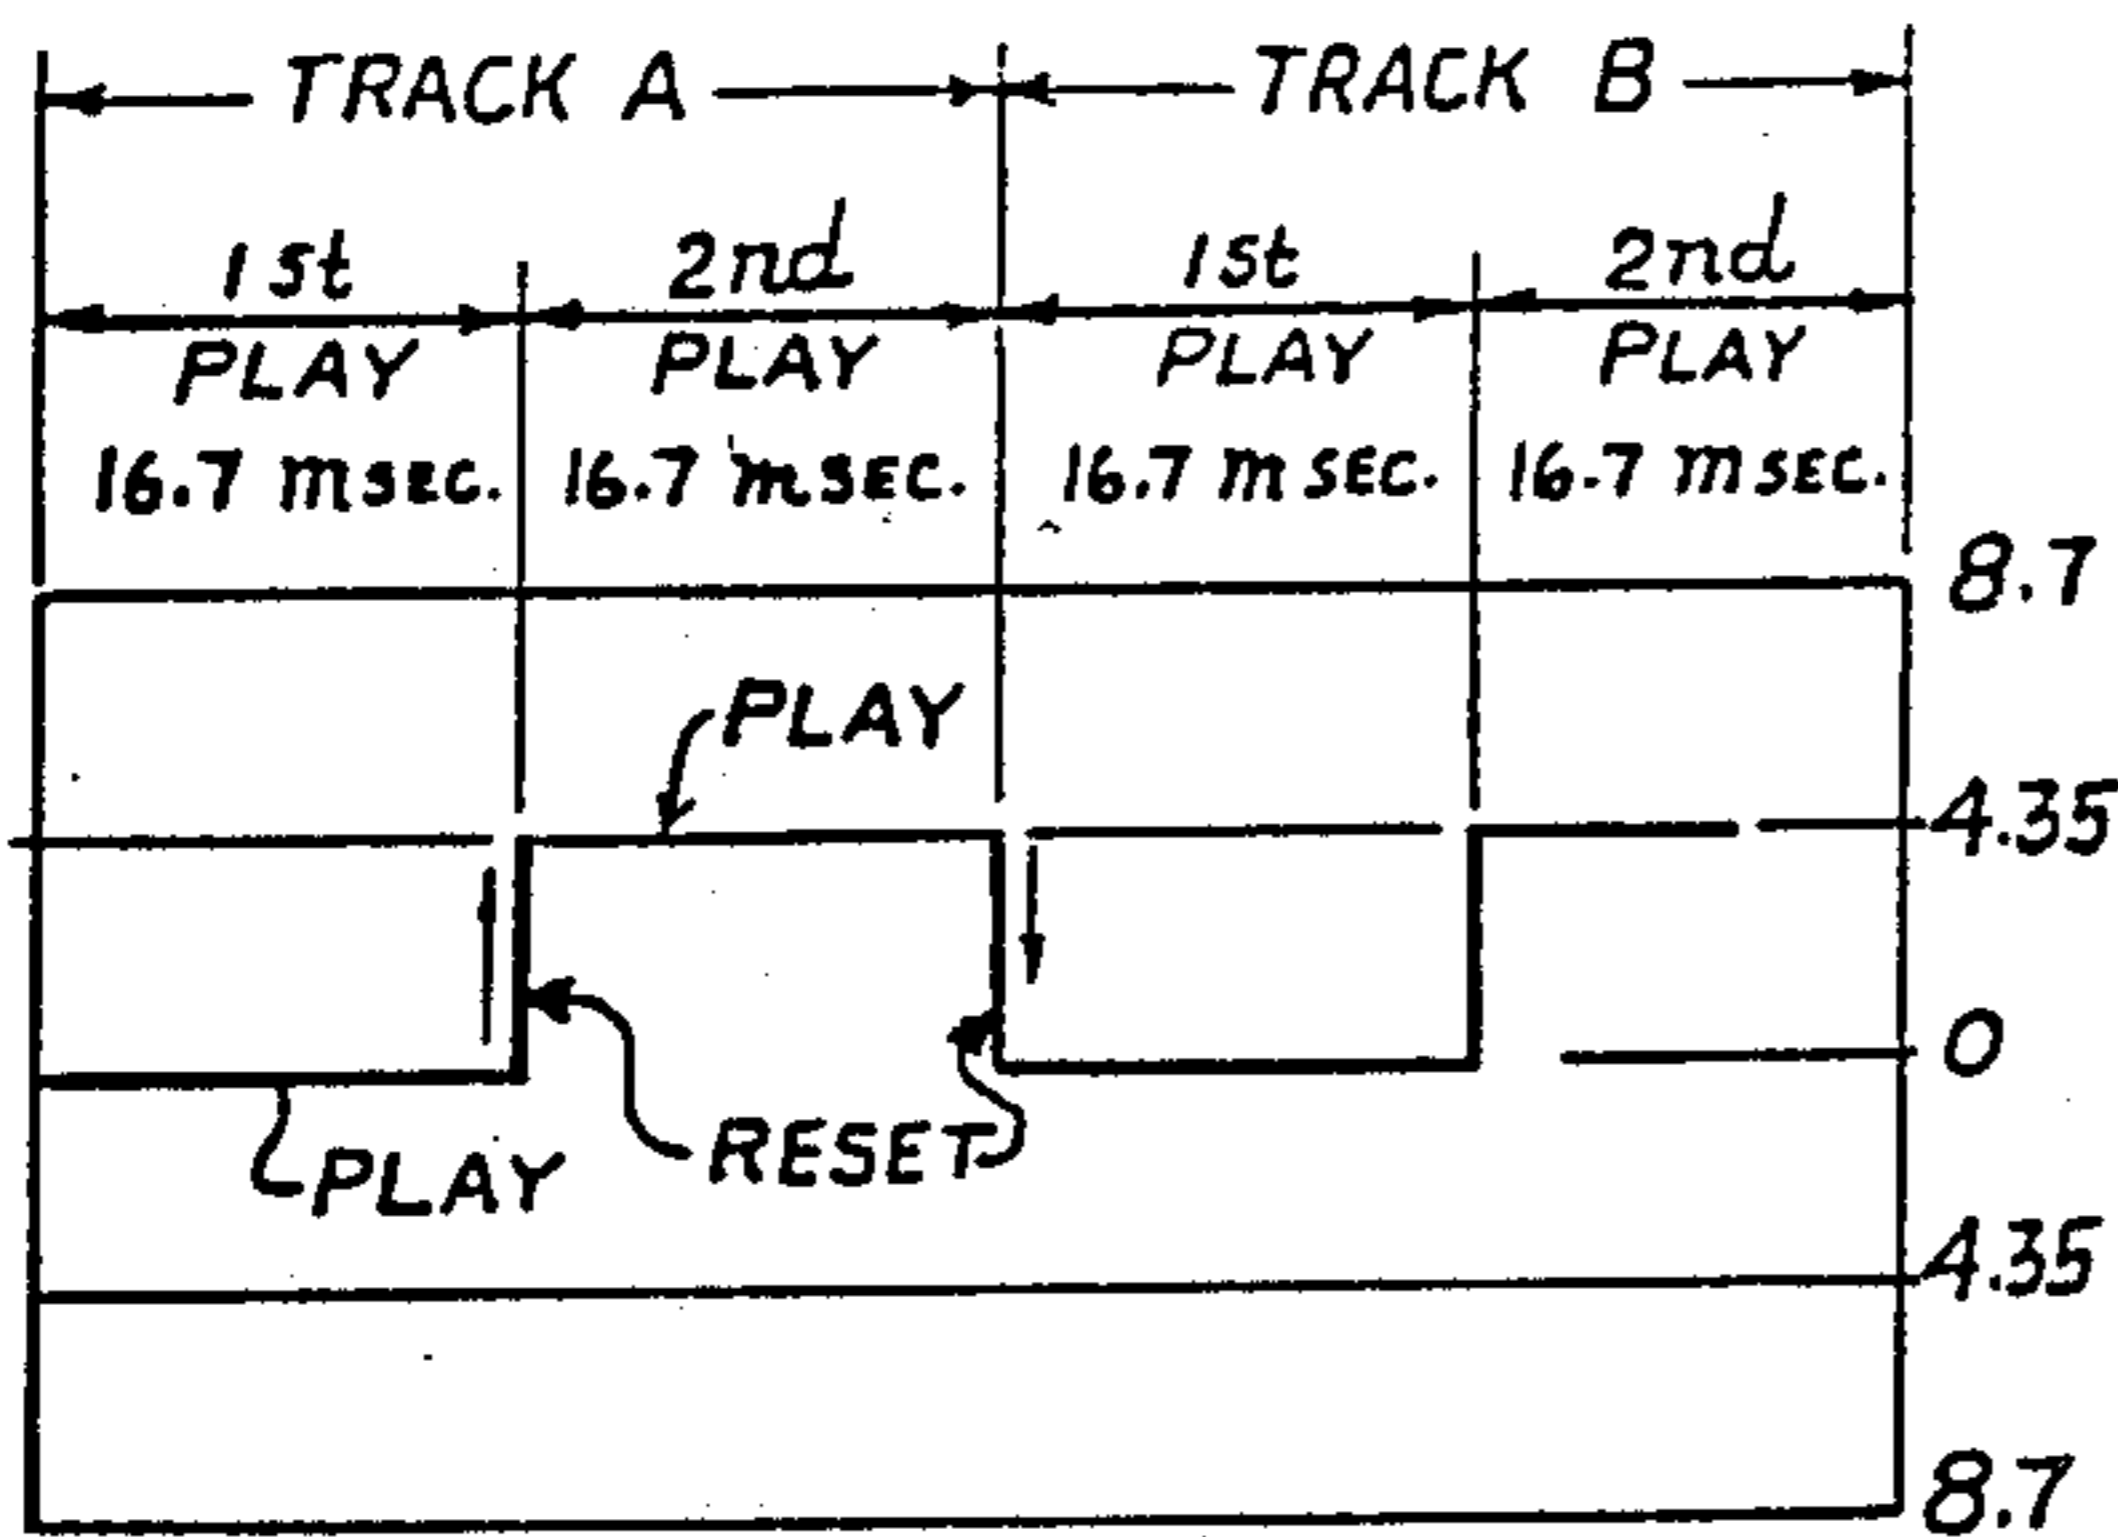 TRACK A TRACK B
1st 2nd 1st 2nd
PLAY PLAY PLAY PLAY
16.7 msec. 16.7 msec. 16.7 msec. 16.7 msec.
8.7
PLAY
4.35
0
RESET
PLAY
4.35
8.7